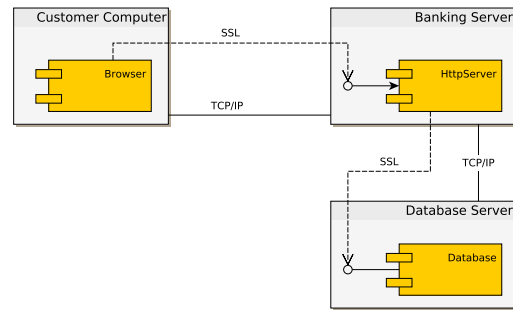 Customer Computer
Banking Server
SSL
Browser
HttpServer
TCP/IP
SSL
TCP/IP
Database Server
Database